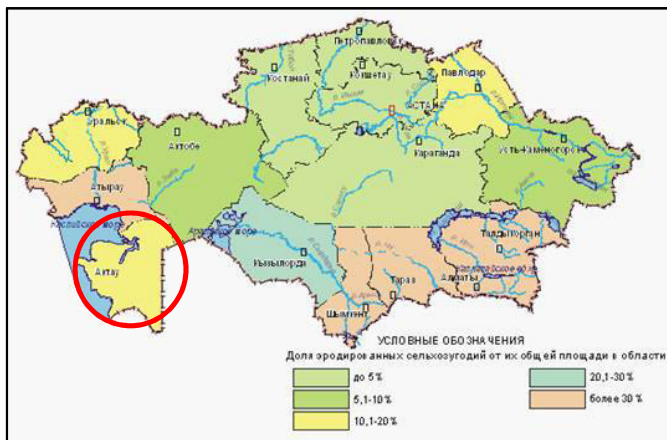 Петропавловск
Кокшетау
Костанай
Павлодар
р. Ишим
АСТАНА
Уральск
Актобе
Караганда
Усть-Каменогорск
Атырау
Каспийское море
Аральское море
Талдыкорган
Актау
Кызылорда
Тараз
Алматы
Шымкент
УСЛОВНЫЕ ОБОЗНАЧЕНИЯ
Доля эродированных сельхозугодий от их общей площади в области
до 5%
20,1-30%
5,1-10%
более 30%
10,1-20%